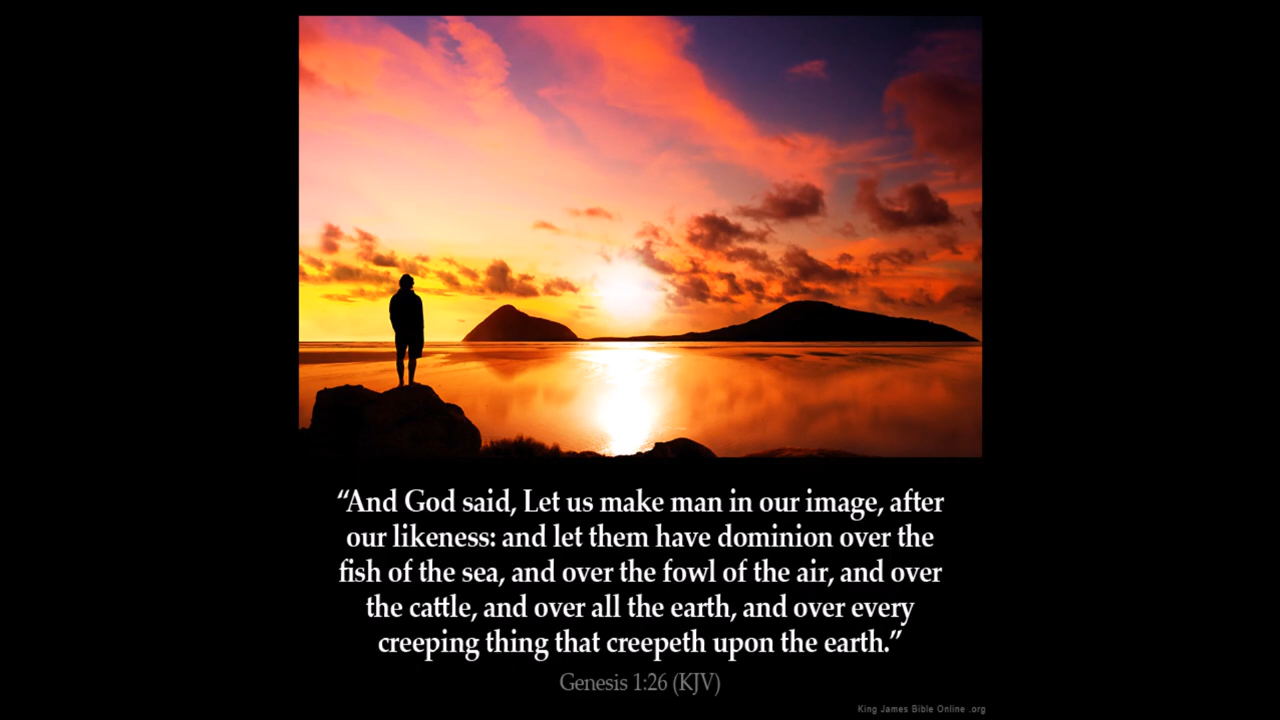 “And God said, Let us make man in our image, after
our likeness: and let them have dominion over the
fish of the sea, and over the fowl of the air, and over
the cattle, and over all the earth, and over every
creeping thing that creepeth upon the earth.”
Genesis 1:26 (KJV)
King James Bible Online .org